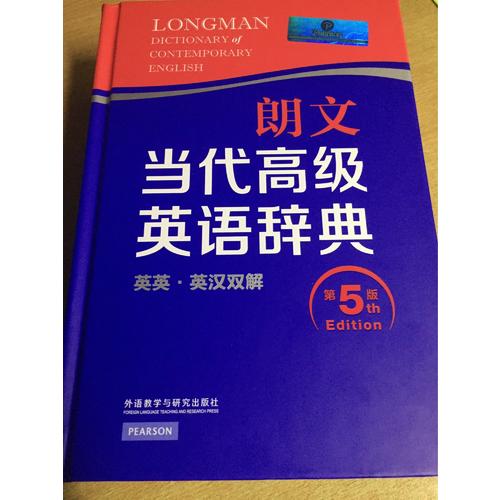 LONGMAN
DICTIONARY of
CONTEMPORARY
ENGLISH
朗文
当代高级
英语辞典
英英·英汉双解
第5版
5th
Edition
外语教学与研究出版社
FOREIGN LANGUAGE TEACHING AND RESEARCH PRESS
PEARSON